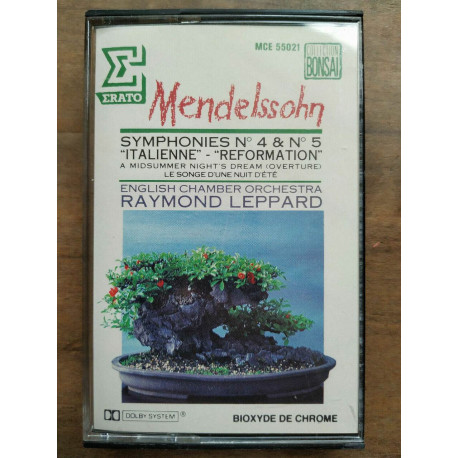 MCE 55021
COLLECTION
BONSAI
ERATO
Mendelssohn
SYMPHONIES N° 4 & N° 5
"ITALIENNE" - "REFORMATION"
A MIDSUMMER NIGHT'S DREAM (OVERTURE)
LE SONGE D'UNE NUIT D'ÉTÉ
ENGLISH CHAMBER ORCHESTRA
RAYMOND LEPPARD
DOLBY SYSTEM ®
BIOXYDE DE CHROME